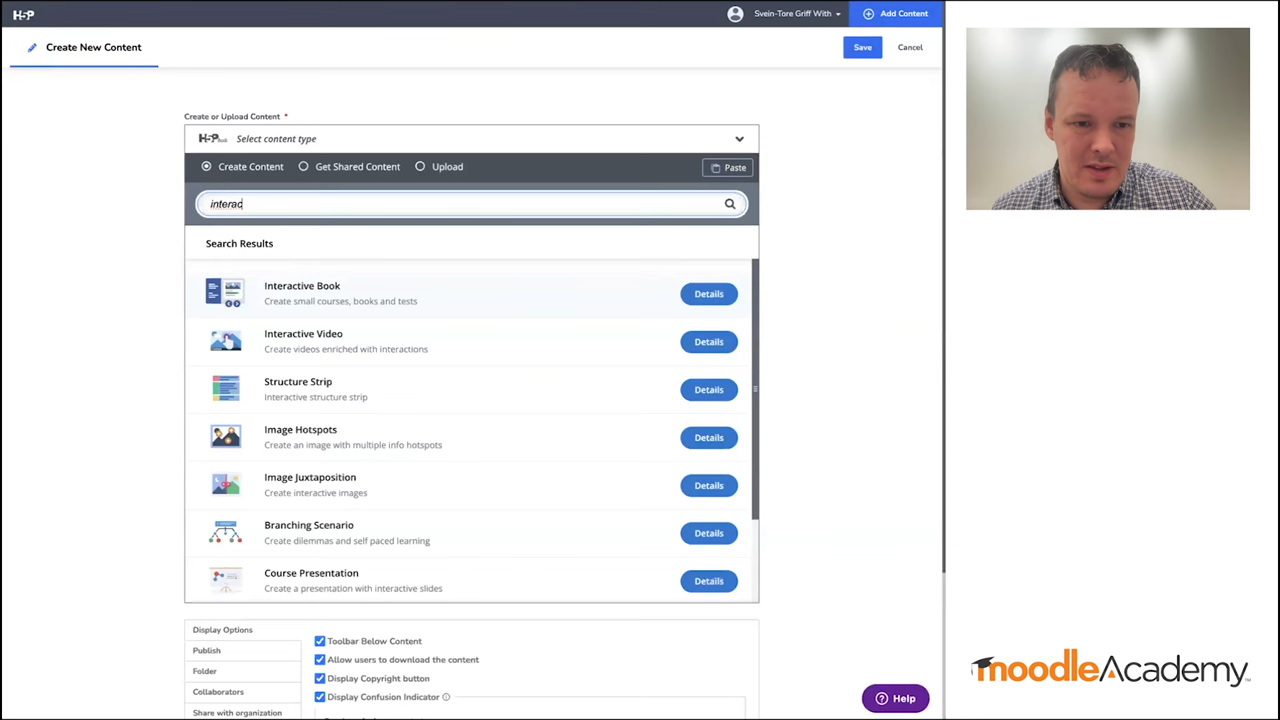 H5P
Svein-Tore Griff With
Add Content
Create New Content
Save
Cancel
Create or Upload Content *
H5P Select content type
Create Content
Get Shared Content
Upload
Paste
interac
Search Results
Interactive Book
Create small courses, books and tests
Details
Interactive Video
Create videos enriched with interactions
Details
Structure Strip
Interactive structure strip
Details
Image Hotspots
Create an image with multiple info hotspots
Details
Image Juxtaposition
Create interactive images
Details
Branching Scenario
Create dilemmas and self paced learning
Details
Course Presentation
Create a presentation with interactive slides
Details
Display Options
Publish
Folder
Collaborators
Share with organization
Toolbar Below Content
Allow users to download the content
Display Copyright button
Display Confusion Indicator
Help
moodleAcademy™